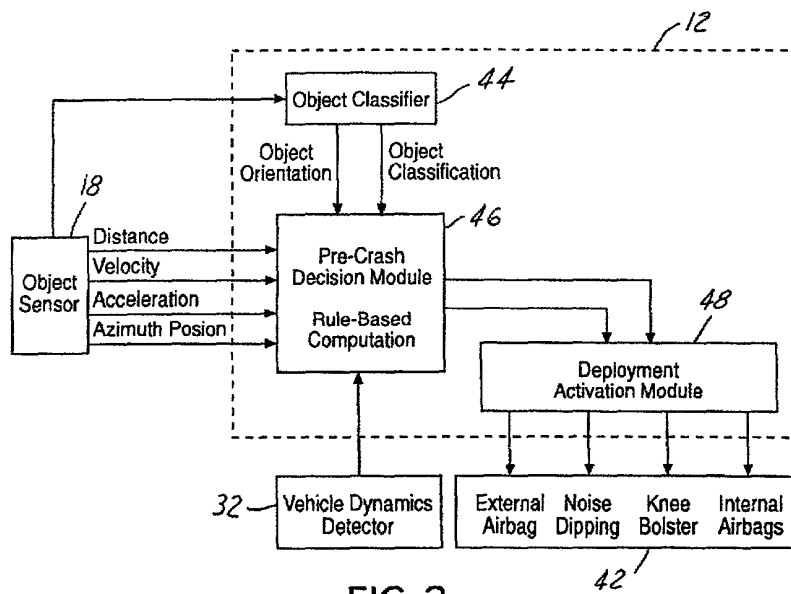 12
Object Classifier
44
Object
Orientation
Object
Classification
18
46
Object
Sensor
Distance
Velocity
Acceleration
Azimuth Posion
Pre-Crash
Decision Module
Rule-Based
Computation
48
Deployment
Activation Module
32
Vehicle Dynamics
Detector
External
Airbag
Noise
Dipping
Knee
Bolster
Internal
Airbags
42